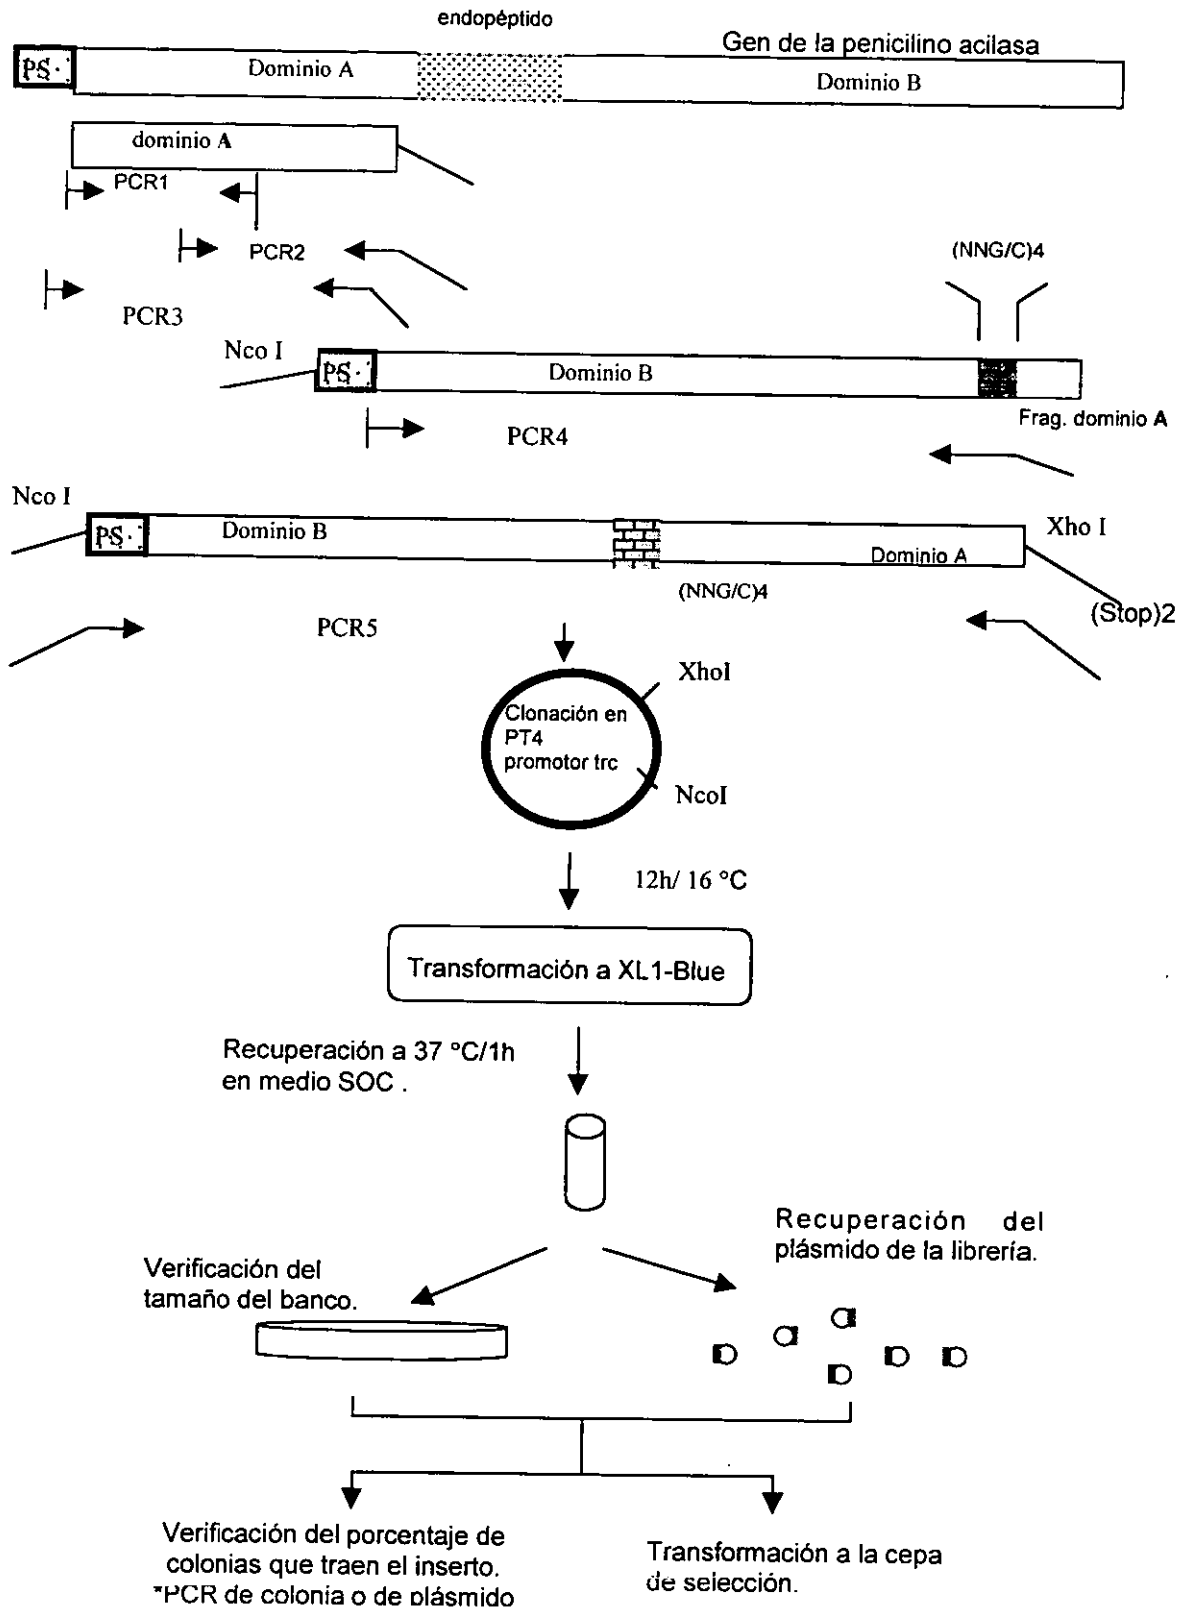 endopéptido
Gen de la penicilino acilasa
PS.
Dominio A
Dominio B
dominio A
PCR1
PCR2
(NNG/C)4
PCR3
Nco I
PS.
Dominio B
Frag. dominio A
PCR4
Nco I
PS.
Dominio B
Dominio A
Xho I
(NNG/C)4
(Stop)2
PCR5
XhoI
Clonación en
PT4
promotor trc
NcoI
12h/ 16 °C
Transformación a XL1-Blue
Recuperación a 37 °C/1h
en medio SOC .
Recuperación del
plásmido de la librería.
Verificación del
tamaño del banco.
Verificación del porcentaje de
colonias que traen el inserto.
*PCR de colonia o de plásmido
Transformación a la cepa
de selección.